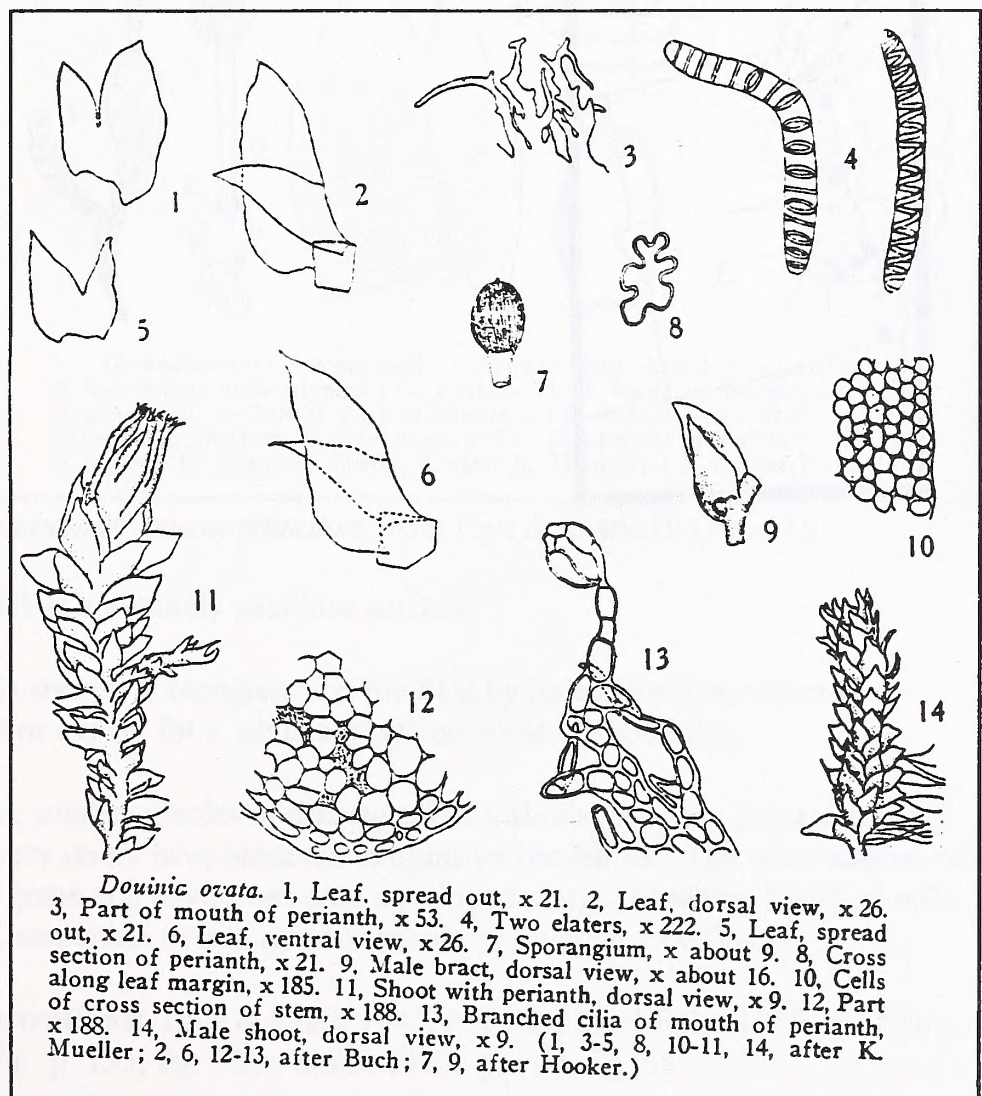 1
2
3
4
5
6
7
8
9
10
11
12
13
14
Douinic ovata. 1, Leaf, spread out, x 21. 2, Leaf, dorsal view, x 26.
3, Part of mouth of perianth, x 53. 4, Two elaters, x 222. 5, Leaf, spread
out, x 21. 6, Leaf, ventral view, x 26. 7, Sporangium, x about 9. 8, Cross
section of perianth, x 21. 9, Male bract, dorsal view, x about 16. 10, Cells
along leaf margin, x 185. 11, Shoot with perianth, dorsal view, x 9. 12, Part
of cross section of stem, x 188. 13, Branched cilia of mouth of perianth,
x 188. 14, Male shoot, dorsal view, x 9. (1, 3-5, 8, 10-11, 14, after K.
Mueller; 2, 6, 12-13, after Buch; 7, 9, after Hooker.)